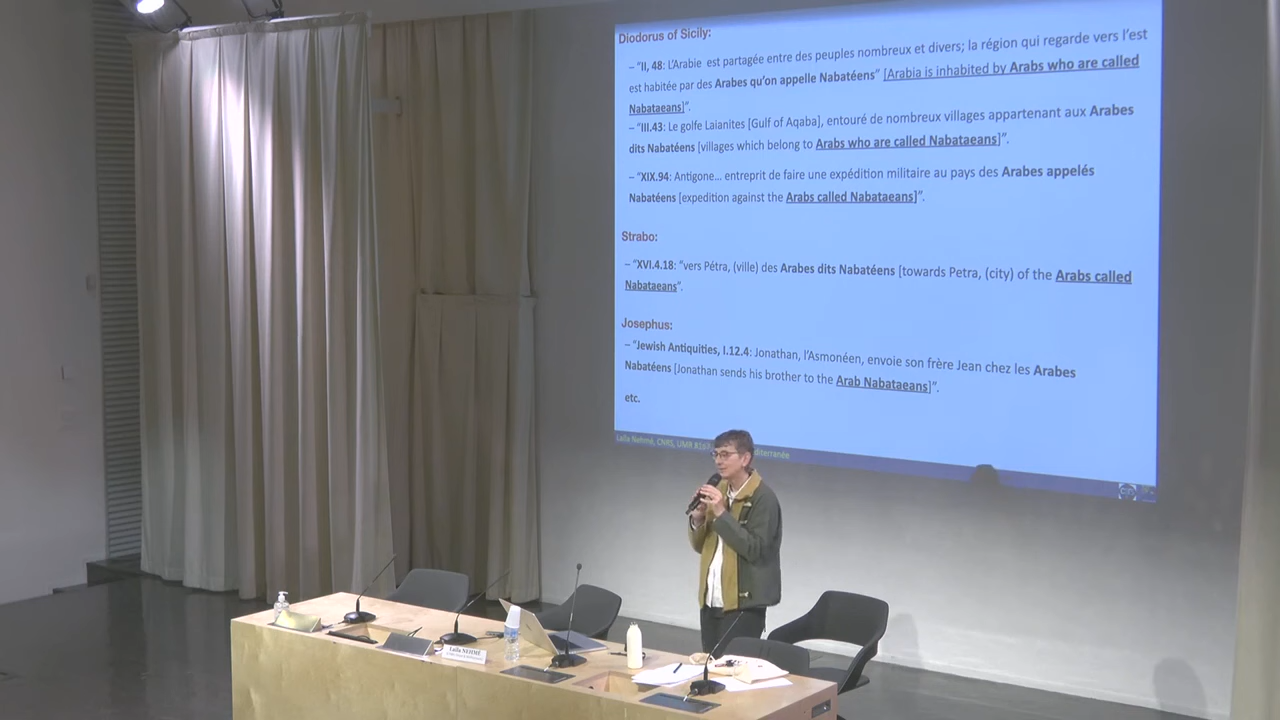 Diodorus of Sicily:
– "II, 48: L'Arabie est partagée entre des peuples nombreux et divers; la région qui regarde vers l'est
est habitée par des Arabes qu'on appelle Nabatéens" [Arabia is inhabited by Arabs who are called
Nabataeans]".
– "III.43: Le golfe Laianites [Gulf of Aqaba], entouré de nombreux villages appartenant aux Arabes
dits Nabatéens [villages which belong to Arabs who are called Nabataeans]".
– "XIX.94: Antigone... entreprit de faire une expédition militaire au pays des Arabes appelés
Nabatéens [expedition against the Arabs called Nabataeans]".
Strabo:
– "XVI.4.18: "vers Pétra, (ville) des Arabes dits Nabatéens [towards Petra, (city) of the Arabs called
Nabataeans".
Josephus:
– "Jewish Antiquities, I.12.4: Jonathan, l'Asmonéen, envoie son frère Jean chez les Arabes
Nabatéens [Jonathan sends his brother to the Arab Nabataeans]".
etc.
Laïla Nehmé, CNRS, UMR
Laïla NEHMÉ